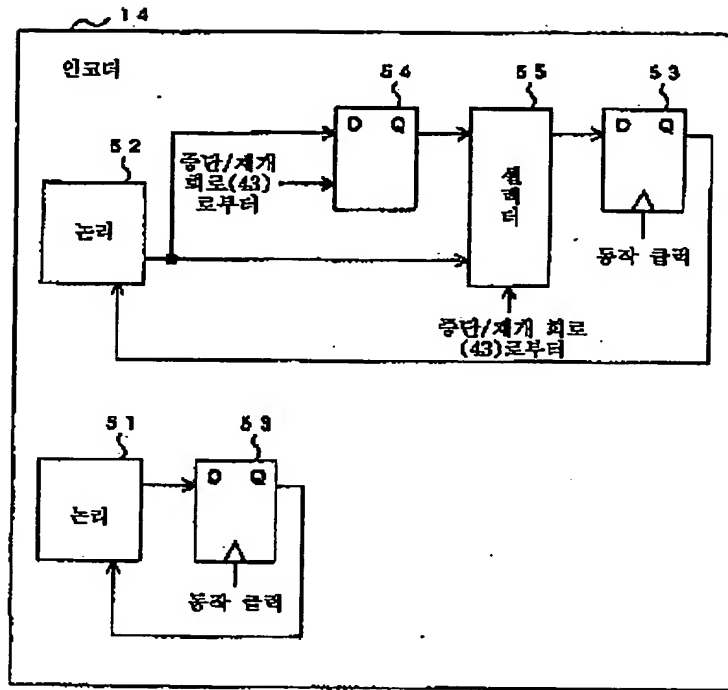 14
인코더
54
55
53
52
D Q
D Q
중단/재개
회로(43)
로부터
셀렉터
논리
동작 클럭
중단/재개 회로
(43)로부터
51
53
D Q
논리
동작 클럭